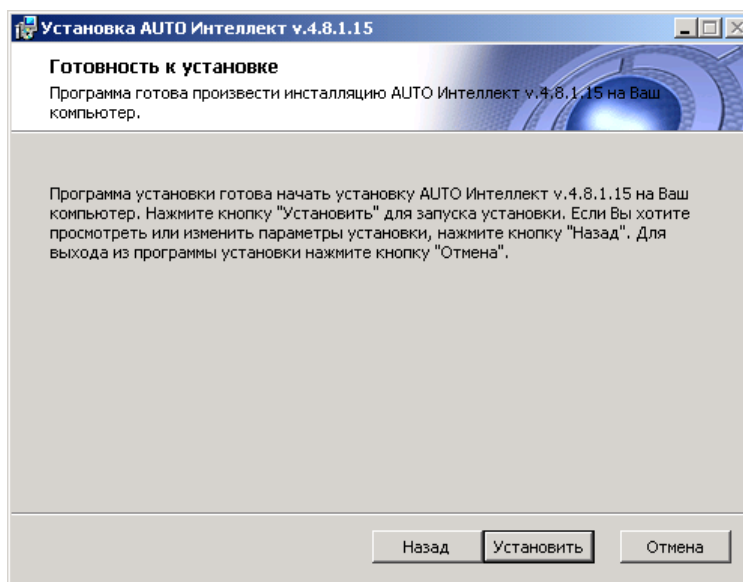 Установка AUTO Интеллект v.4.8.1.15
Готовность к установке
Программа готова произвести инсталляцию AUTO Интеллект v.4.8.1.15 на Ваш
компьютер.
Программа установки готова начать установку AUTO Интеллект v.4.8.1.15 на Ваш
компьютер. Нажмите кнопку "Установить" для запуска установки. Если Вы хотите
просмотреть или изменить параметры установки, нажмите кнопку "Назад". Для
выхода из программы установки нажмите кнопку "Отмена".
Назад Установить Отмена